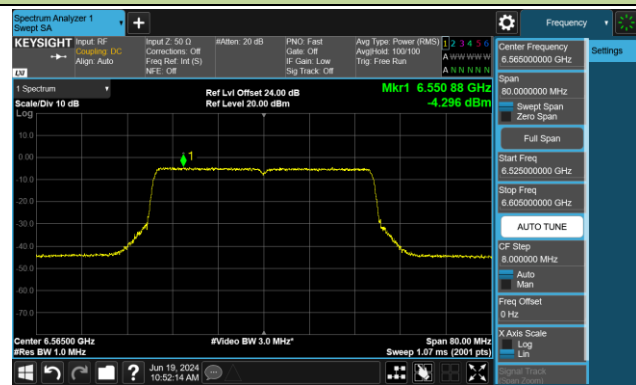 Spectrum Analyzer 1
Swept SA
+
Frequency
KEYSIGHT
Input: RF
Coupling: DC
Align: Auto
Input Z: 50 Ω
Corrections: Off
Freq Ref: Int (S)
NFE: Off
#Atten: 20 dB
PNO: Fast
Gate: Off
IF Gain: Low
Sig Track: Off
Avg Type: Power (RMS)
Avg|Hold: 100/100
Trig: Free Run
1 2 3 4 5 6
A W W W W W
A N N N N N
LXI
1 Spectrum
Scale/Div 10 dB
Log
Ref Lvl Offset 24.00 dB
Ref Level 20.00 dBm
Mkr1 6.550 88 GHz
-4.296 dBm
1
10.0
0.00
-10.0
-20.0
-30.0
-40.0
-50.0
-60.0
-70.0
Center 6.56500 GHz
#Res BW 1.0 MHz
#Video BW 3.0 MHz*
Span 80.00 MHz
Sweep 1.07 ms (2001 pts)
?
Jun 19, 2024
10:52:14 AM
Center Frequency
6.565000000 GHz
Settings
Span
80.0000000 MHz
Swept Span
Zero Span
Full Span
Start Freq
6.525000000 GHz
Stop Freq
6.605000000 GHz
AUTO TUNE
CF Step
8.000000 MHz
Auto
Man
Freq Offset
0 Hz
X Axis Scale
Log
Lin
Signal Track
(Span Zoom)